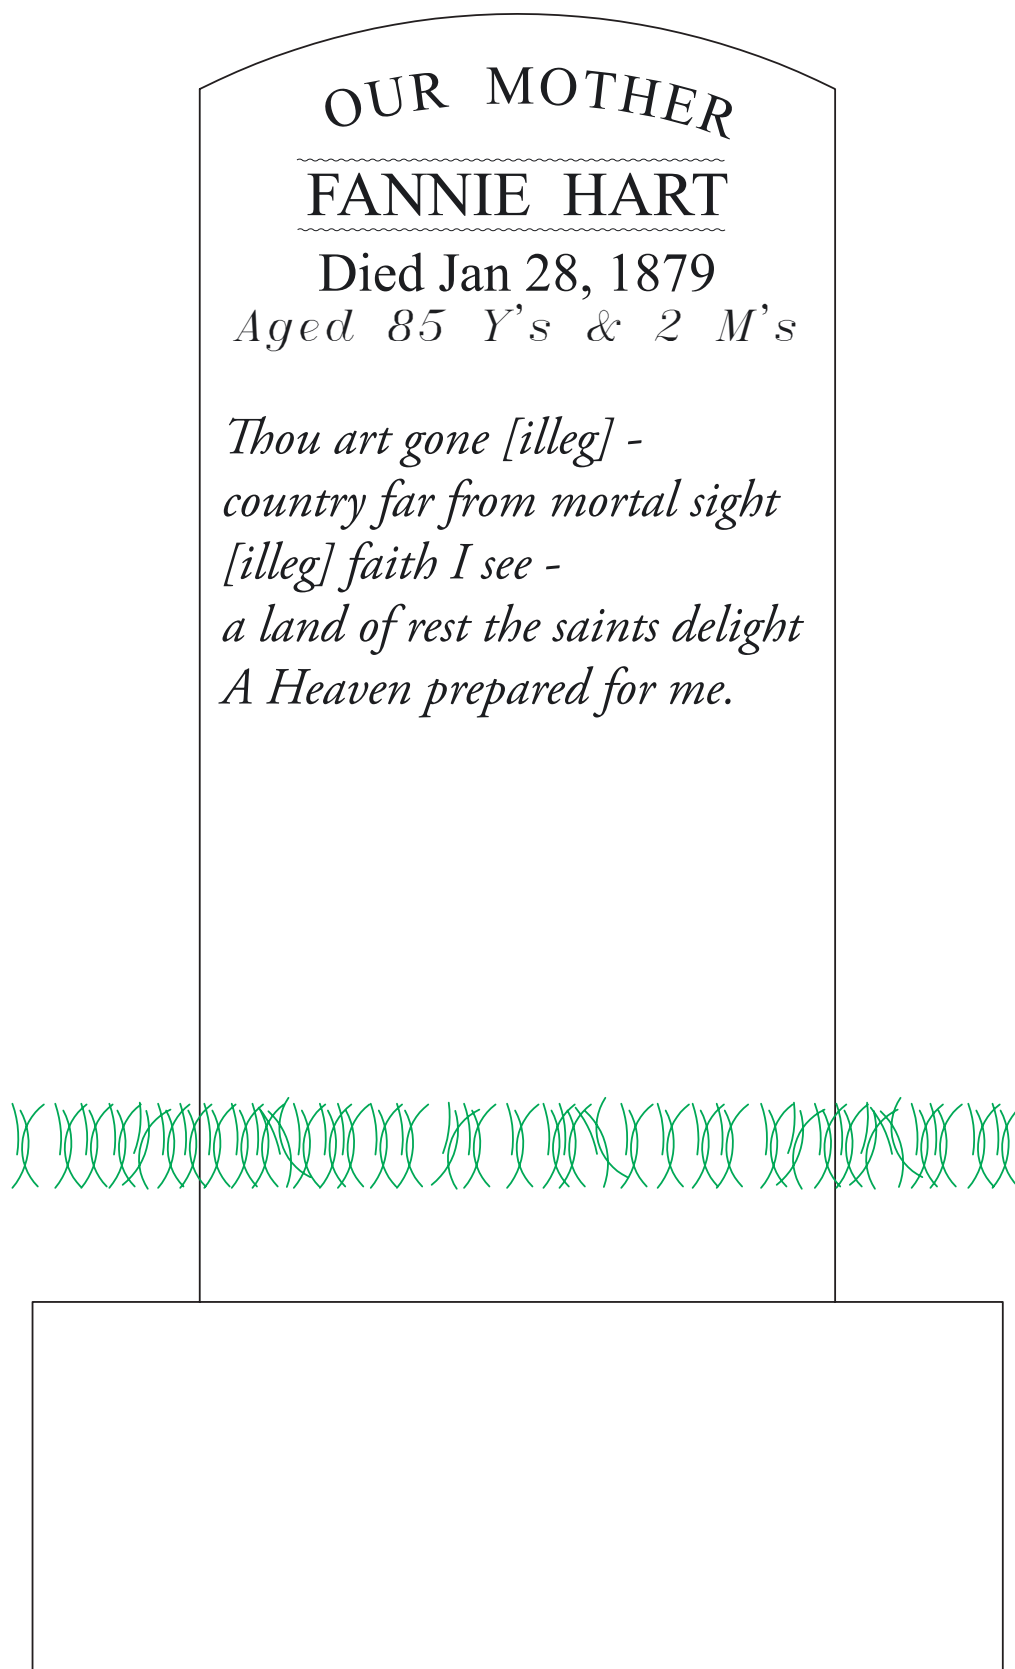 OUR MOTHER
FANNIE HART
Died Jan 28, 1879
Aged 85 Y's & 2 M's
Thou art gone [illeg] -
country far from mortal sight
[illeg] faith I see -
a land of rest the saints delight
A Heaven prepared for me.